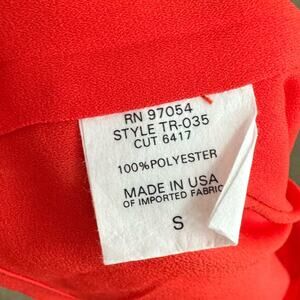 RN 97054
STYLE TR-035
CUT 6417
100%POLYESTER
MADE IN USA
OF IMPORTED FABRIC
S